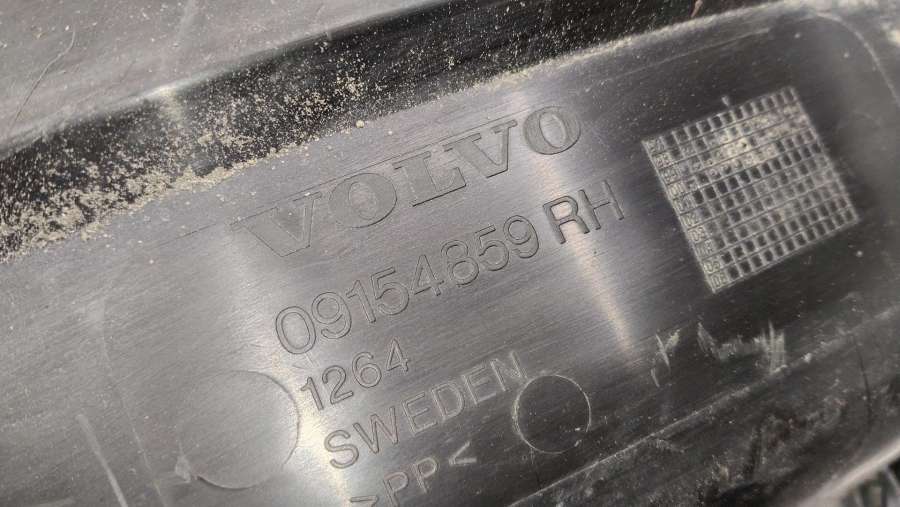 VOLVO
09154859 RH
1264
SWEDEN
>PP<